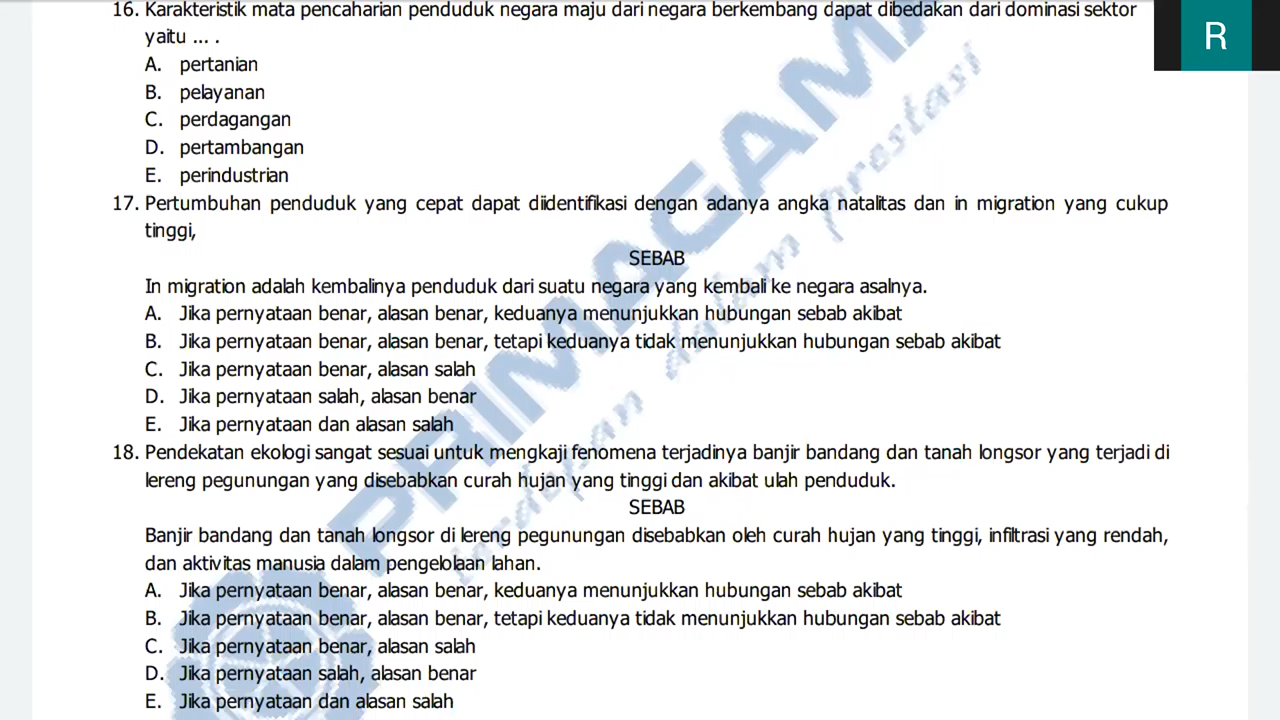 16. Karakteristik mata pencaharian penduduk negara maju dari negara berkembang dapat dibedakan dari dominasi sektor
yaitu ... .
A. pertanian
B. pelayanan
C. perdagangan
D. pertambangan
E. perindustrian
17. Pertumbuhan penduduk yang cepat dapat diidentifikasi dengan adanya angka natalitas dan in migration yang cukup
tinggi,
SEBAB
In migration adalah kembalinya penduduk dari suatu negara yang kembali ke negara asalnya.
A. Jika pernyataan benar, alasan benar, keduanya menunjukkan hubungan sebab akibat
B. Jika pernyataan benar, alasan benar, tetapi keduanya tidak menunjukkan hubungan sebab akibat
C. Jika pernyataan benar, alasan salah
D. Jika pernyataan salah, alasan benar
E. Jika pernyataan dan alasan salah
18. Pendekatan ekologi sangat sesuai untuk mengkaji fenomena terjadinya banjir bandang dan tanah longsor yang terjadi di
lereng pegunungan yang disebabkan curah hujan yang tinggi dan akibat ulah penduduk.
SEBAB
Banjir bandang dan tanah longsor di lereng pegunungan disebabkan oleh curah hujan yang tinggi, infiltrasi yang rendah,
dan aktivitas manusia dalam pengelolaan lahan.
A. Jika pernyataan benar, alasan benar, keduanya menunjukkan hubungan sebab akibat
B. Jika pernyataan benar, alasan benar, tetapi keduanya tidak menunjukkan hubungan sebab akibat
C. Jika pernyataan benar, alasan salah
D. Jika pernyataan salah, alasan benar
E. Jika pernyataan dan alasan salah
R
PRIMAGAMA
terdepan dalam prestasi